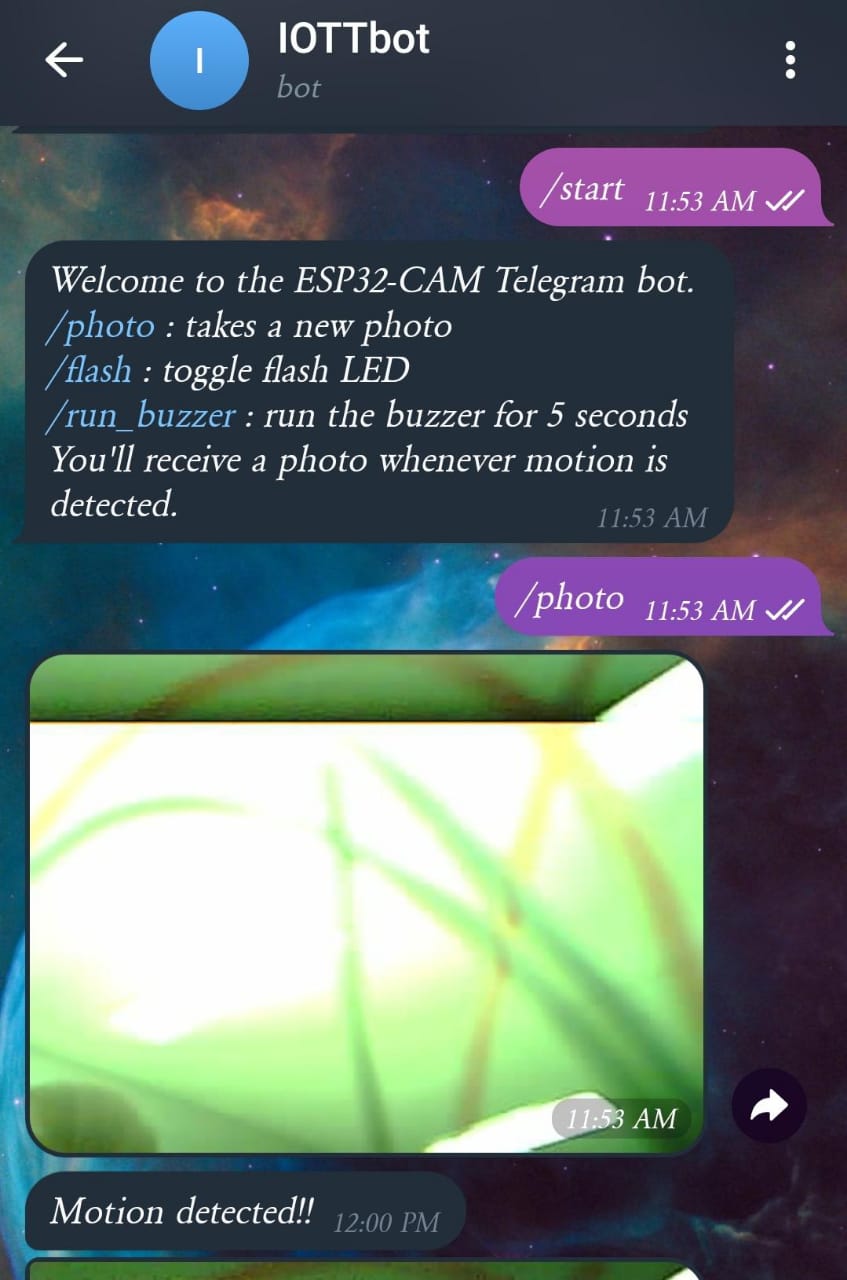 I
IOTTbot
bot
/start 11:53 AM
Welcome to the ESP32-CAM Telegram bot.
/photo : takes a new photo
/flash : toggle flash LED
/run_buzzer : run the buzzer for 5 seconds
You'll receive a photo whenever motion is
detected.
11:53 AM
/photo 11:53 AM
11:53 AM
Motion detected!! 12:00 PM